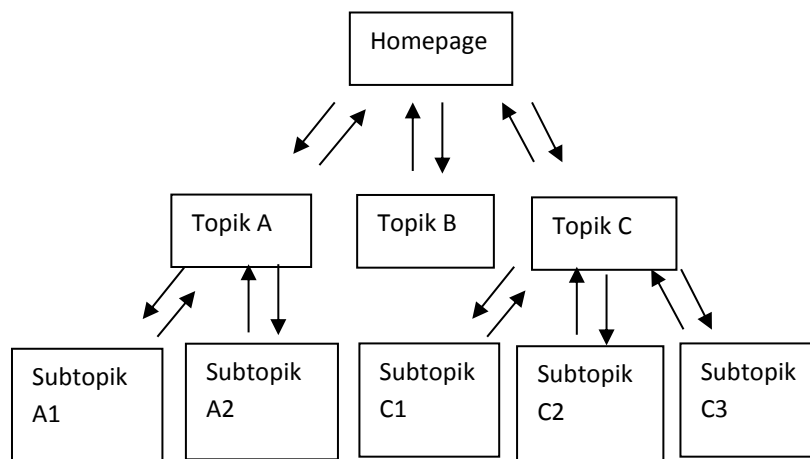 Homepage
Topik A
Topik B
Topik C
Subtopik
A1
Subtopik
A2
Subtopik
C1
Subtopik
C2
Subtopik
C3